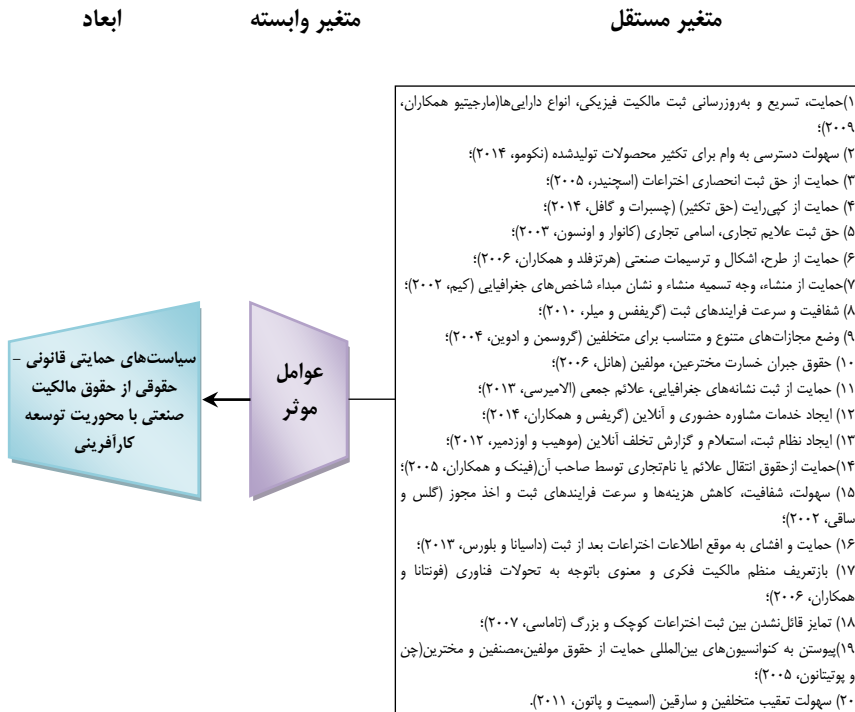 متغیر مستقل
متغیر وابسته
ابعاد
۱)حمایت، تسریع و به‌روزرسانی ثبت مالکیت فیزیکی، انواع دارایی‌ها(مارجیتیو همکاران،
۲۰۰۹)؛
۲) سهولت دسترسی به وام برای تکثیر محصولات تولیدشده (نکومو، ۲۰۱۴)؛
۳) حمایت از حق ثبت انحصاری اختراعات (اسچنیدر، ۲۰۰۵)؛
۴) حمایت از کپی‌رایت (حق تکثیر) (چسبرات و گافل، ۲۰۱۴)؛
۵) حق ثبت علایم تجاری، اسامی تجاری (کانوار و اونسون، ۲۰۰۳)؛
۶) حمایت از طرح، اشکال و ترسیمات صنعتی (هرتزفلد و همکاران، ۲۰۰۶)؛
۷)حمایت از منشاء، وجه تسمیه منشاء و نشان مبداء شاخص‌های جغرافیایی (کیم، ۲۰۰۲)؛
۸) شفافیت و سرعت فرایندهای ثبت (گریففس و میلر، ۲۰۱۰)؛
۹) وضع مجازات‌های متنوع و متناسب برای متخلفین (گروسمن و ادوین، ۲۰۰۴)؛
۱۰) حقوق جبران خسارت مخترعین، مولفین (هانل، ۲۰۰۶)؛
۱۱) حمایت از ثبت نشانه‌های جغرافیایی، علائم جمعی (الامیرسی، ۲۰۱۳)؛
۱۲) ایجاد خدمات مشاوره حضوری و آنلاین (گریفس و همکاران، ۲۰۱۴)؛
۱۳) ایجاد نظام ثبت، استعلام و گزارش تخلف آنلاین (موهیب و اوزدمیر، ۲۰۱۲)؛
۱۴)حمایت ازحقوق انتقال علائم یا نام‌تجاری توسط صاحب آن(فینک و همکاران، ۲۰۰۵)؛
۱۵) سهولت، شفافیت، کاهش هزینه‌ها و سرعت فرایندهای ثبت و اخذ مجوز (گلس و
ساقی، ۲۰۰۲)؛
۱۶) حمایت و افشای به موقع اطلاعات اختراعات بعد از ثبت (داسیانا و بلورس، ۲۰۱۳)؛
۱۷) بازتعریف منظم مالکیت فکری و معنوی باتوجه به تحولات فناوری (فونتانا و
همکاران، ۲۰۰۶)؛
۱۸) تمایز قائل‌نشدن بین ثبت اختراعات کوچک و بزرگ (تاماسی، ۲۰۰۷)؛
۱۹)پیوستن به کنوانسیون‌های بین‌المللی حمایت از حقوق مولفین،مصنفین و مخترین(چن
و پوتیتانون، ۲۰۰۵)؛
۲۰) سهولت تعقیب متخلفین و سارقین (اسمیت و پاتون، ۲۰۱۱).
عوامل
موثر
سیاست‌های حمایتی قانونی –
حقوقی از حقوق مالکیت
صنعتی با محوریت توسعه
کارآفرینی